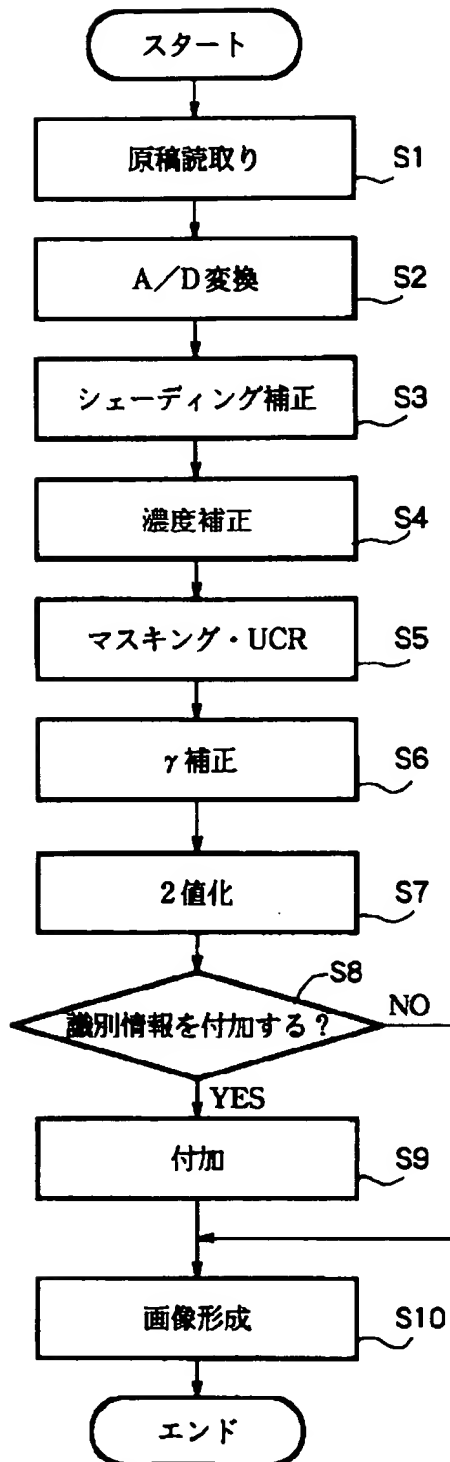 スタート
原稿読取り
S1
A／D変換
S2
シェーディング補正
S3
濃度補正
S4
マスキング・UCR
S5
γ補正
S6
2値化
S7
S8
識別情報を付加する？
NO
YES
付加
S9
画像形成
S10
エンド